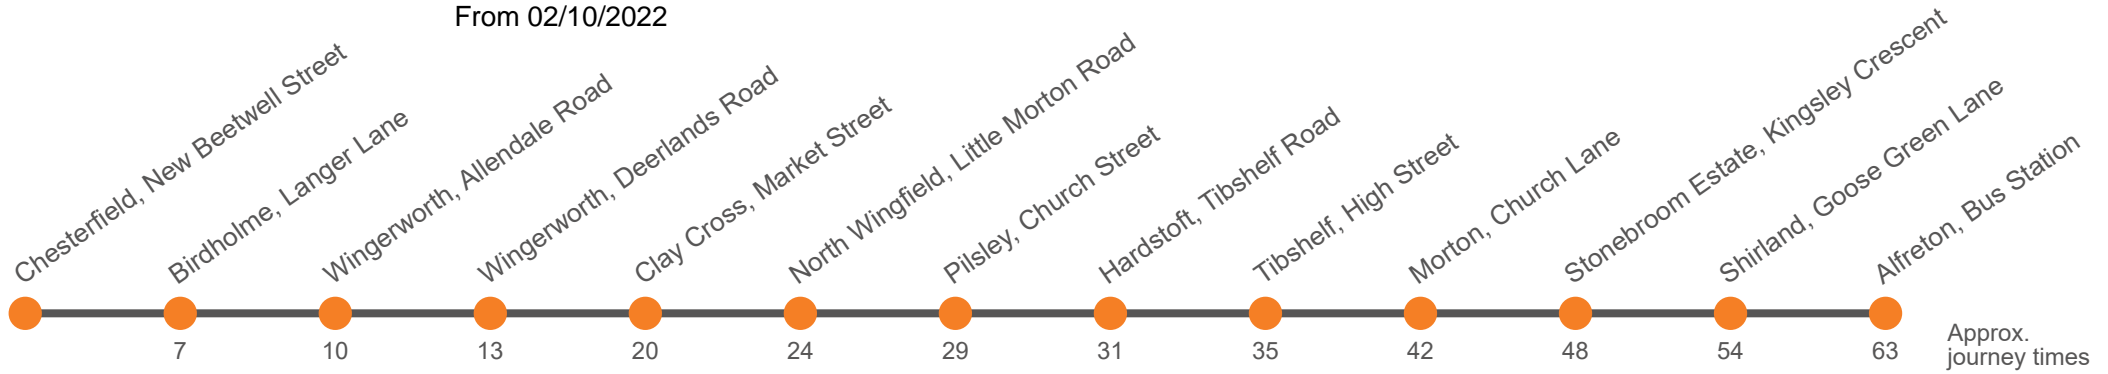 From 02/10/2022
Chesterfield, New Beetwell Street
Birdholme, Langer Lane
Wingerworth, Allendale Road
Wingerworth, Deerlands Road
Clay Cross, Market Street
North Wingfield, Little Morton Road
Pilsley, Church Street
Hardstoft, Tibshelf Road
Tibshelf, High Street
Morton, Church Lane
Stonebroom Estate, Kingsley Crescent
Shirland, Goose Green Lane
Alfreton, Bus Station
7 10 13 20 24 29 31 35 42 48 54 63
Approx.
journey times